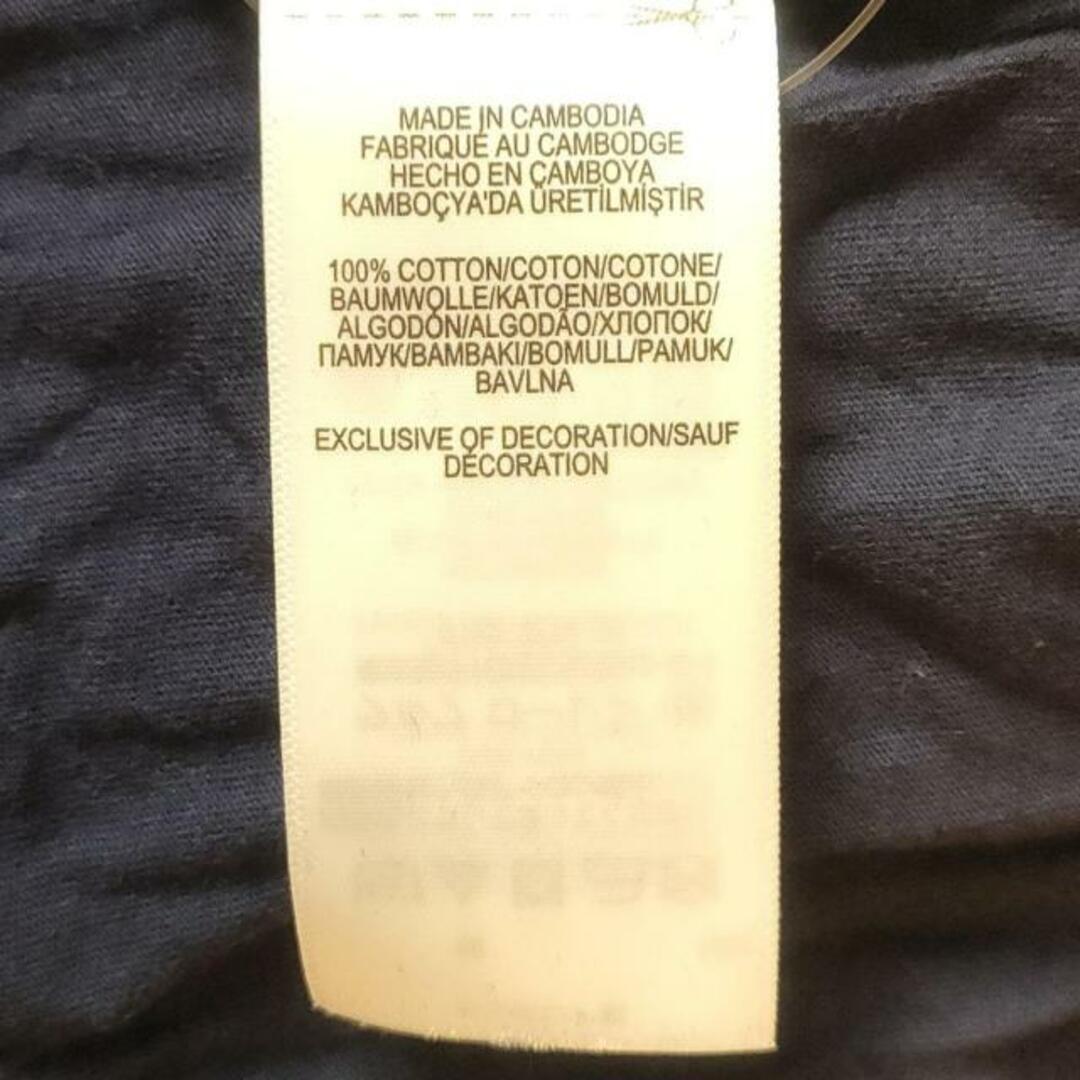 MADE IN CAMBODIA
FABRIQUÉ AU CAMBODGE
HECHO EN CAMBOYA
KAMBOÇYA'DA ÜRETİLMİŞTİR
100% COTTON/COTON/COTONE/
BAUMWOLLE/KATOEN/BOMULD/
ALGODÓN/ALGODÃO/ХЛОПОК/
ПАМУК/BAMBAKI/BOMULL/PAMUK/
BAVLNA
EXCLUSIVE OF DECORATION/SAUF
DÉCORATION